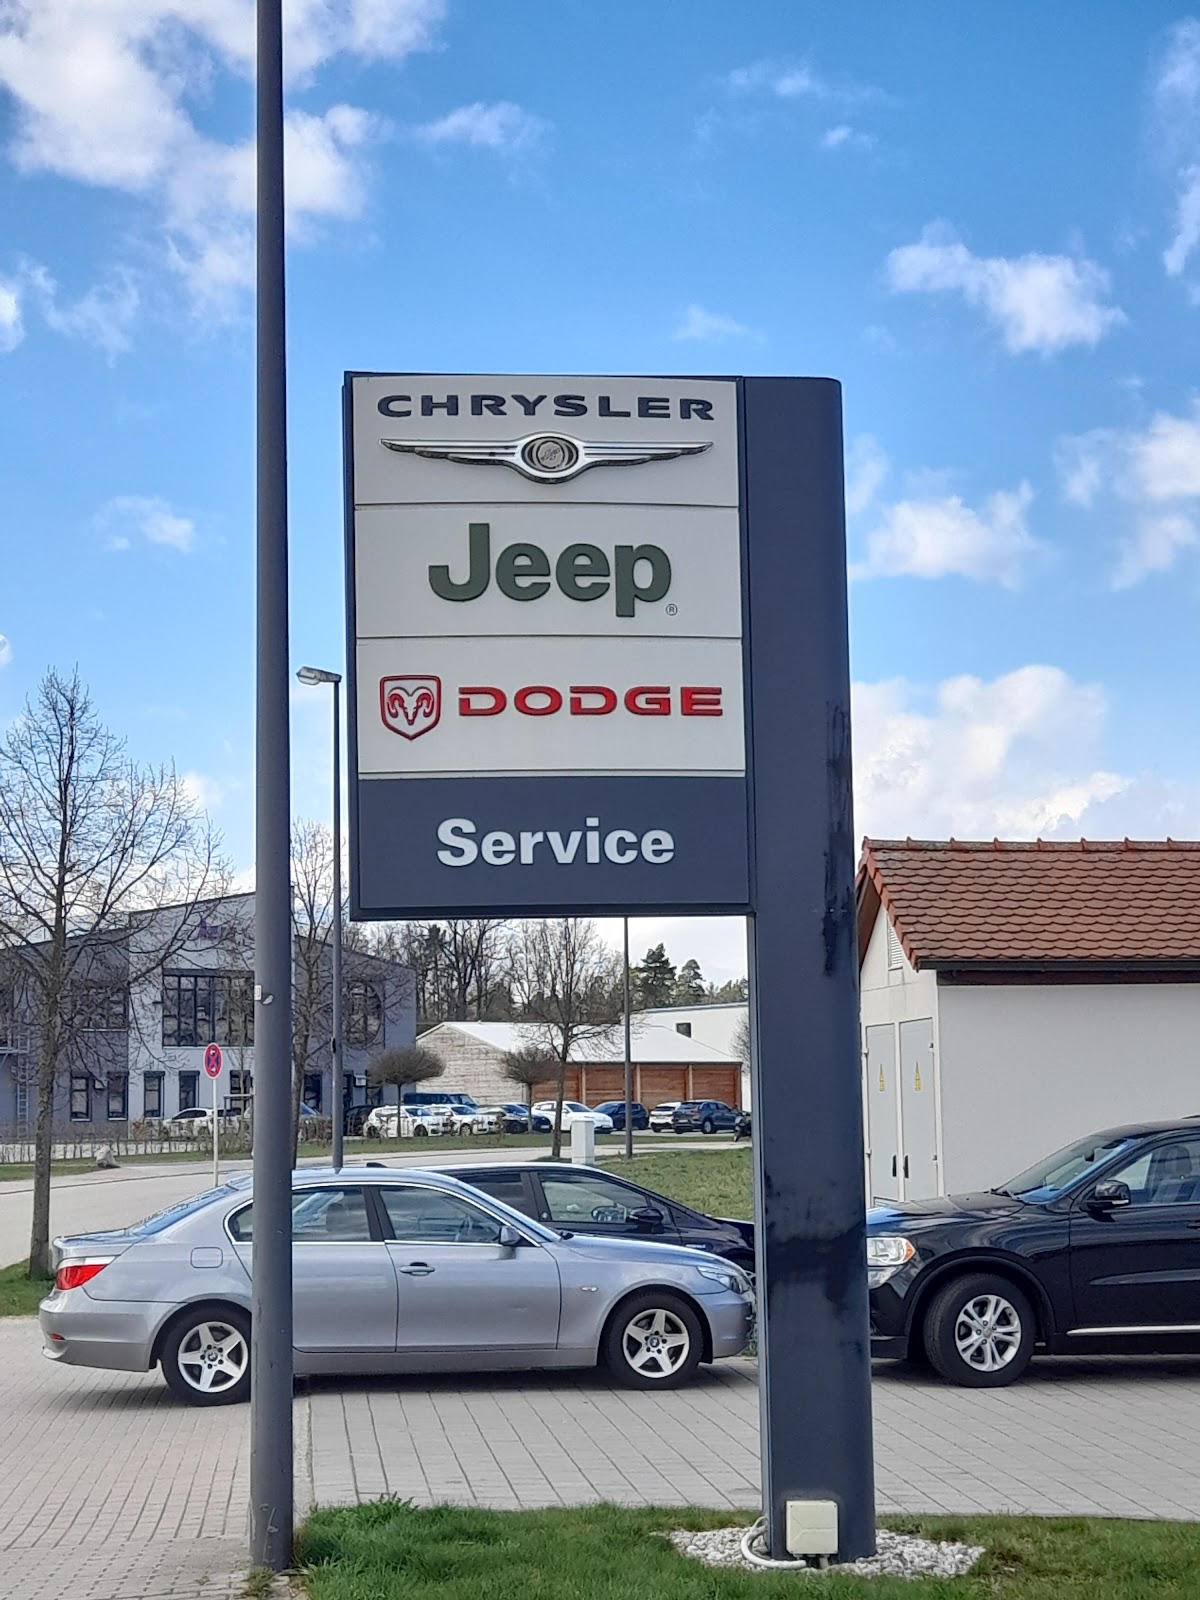 CHRYSLER
Jeep
®
DODGE
Service